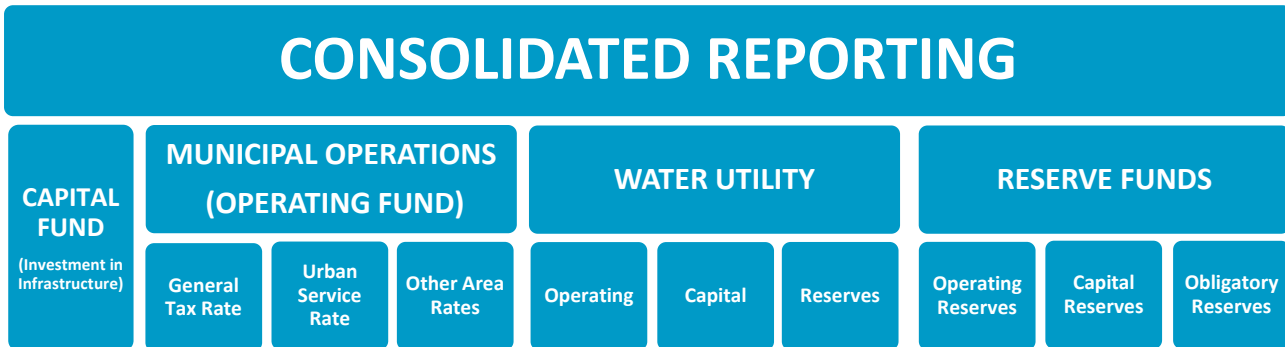 CONSOLIDATED REPORTING
CAPITAL
FUND
(Investment in
Infrastructure)
MUNICIPAL OPERATIONS
(OPERATING FUND)
General
Tax Rate
Urban
Service
Rate
Other Area
Rates
WATER UTILITY
Operating
Capital
Reserves
RESERVE FUNDS
Operating
Reserves
Capital
Reserves
Obligatory
Reserves